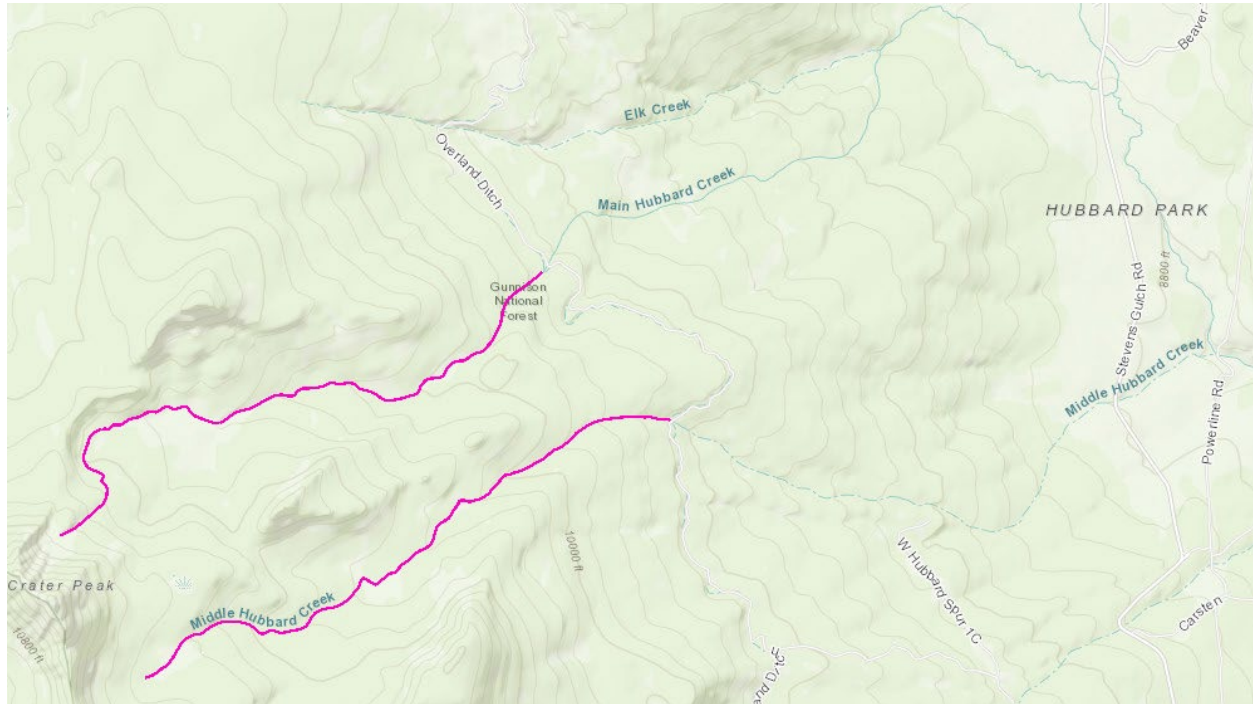 Beaver
Elk Creek
Overland Ditch
Main Hubbard Creek
HUBBARD PARK
8800 ft
Gunnison
National
Forest
Stevens Gulch Rd
Middle Hubbard Creek
Powerline Rd
10000 ft
W Hubbard Spur 1C
Crater Peak
Middle Hubbard Creek
Carsten
10800 ft